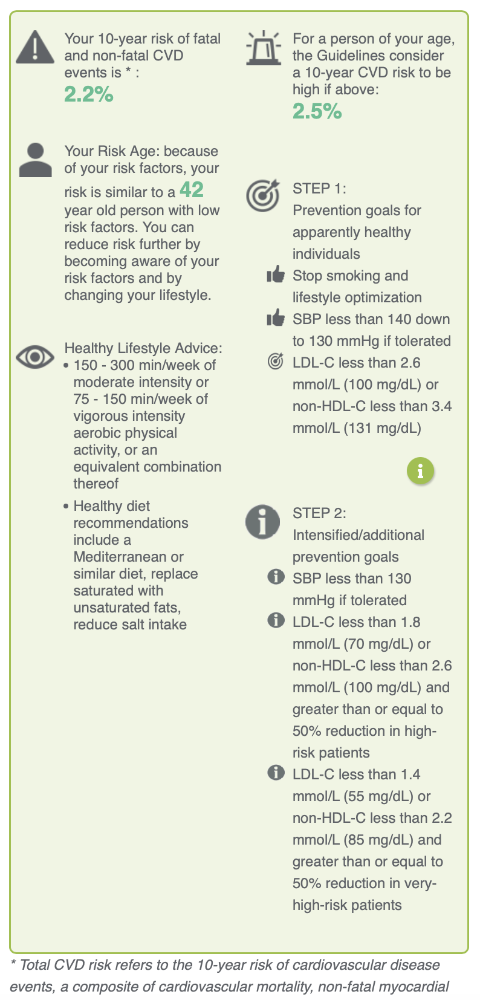 Your 10-year risk of fatal
and non-fatal CVD
events is * :
2.2%
Your Risk Age: because
of your risk factors, your
risk is similar to a 42
year old person with low
risk factors. You can
reduce risk further by
becoming aware of your
risk factors and by
changing your lifestyle.
Healthy Lifestyle Advice:
• 150 - 300 min/week of
moderate intensity or
75 - 150 min/week of
vigorous intensity
aerobic physical
activity, or an
equivalent combination
thereof
• Healthy diet
recommendations
include a
Mediterranean or
similar diet, replace
saturated with
unsaturated fats,
reduce salt intake
For a person of your age,
the Guidelines consider
a 10-year CVD risk to be
high if above:
2.5%
STEP 1:
Prevention goals for
apparently healthy
individuals
Stop smoking and
lifestyle optimization
SBP less than 140 down
to 130 mmHg if tolerated
LDL-C less than 2.6
mmol/L (100 mg/dL) or
non-HDL-C less than 3.4
mmol/L (131 mg/dL)
STEP 2:
Intensified/additional
prevention goals
SBP less than 130
mmHg if tolerated
LDL-C less than 1.8
mmol/L (70 mg/dL) or
non-HDL-C less than 2.6
mmol/L (100 mg/dL) and
greater than or equal to
50% reduction in high-
risk patients
LDL-C less than 1.4
mmol/L (55 mg/dL) or
non-HDL-C less than 2.2
mmol/L (85 mg/dL) and
greater than or equal to
50% reduction in very-
high-risk patients
* Total CVD risk refers to the 10-year risk of cardiovascular disease
events, a composite of cardiovascular mortality, non-fatal myocardial